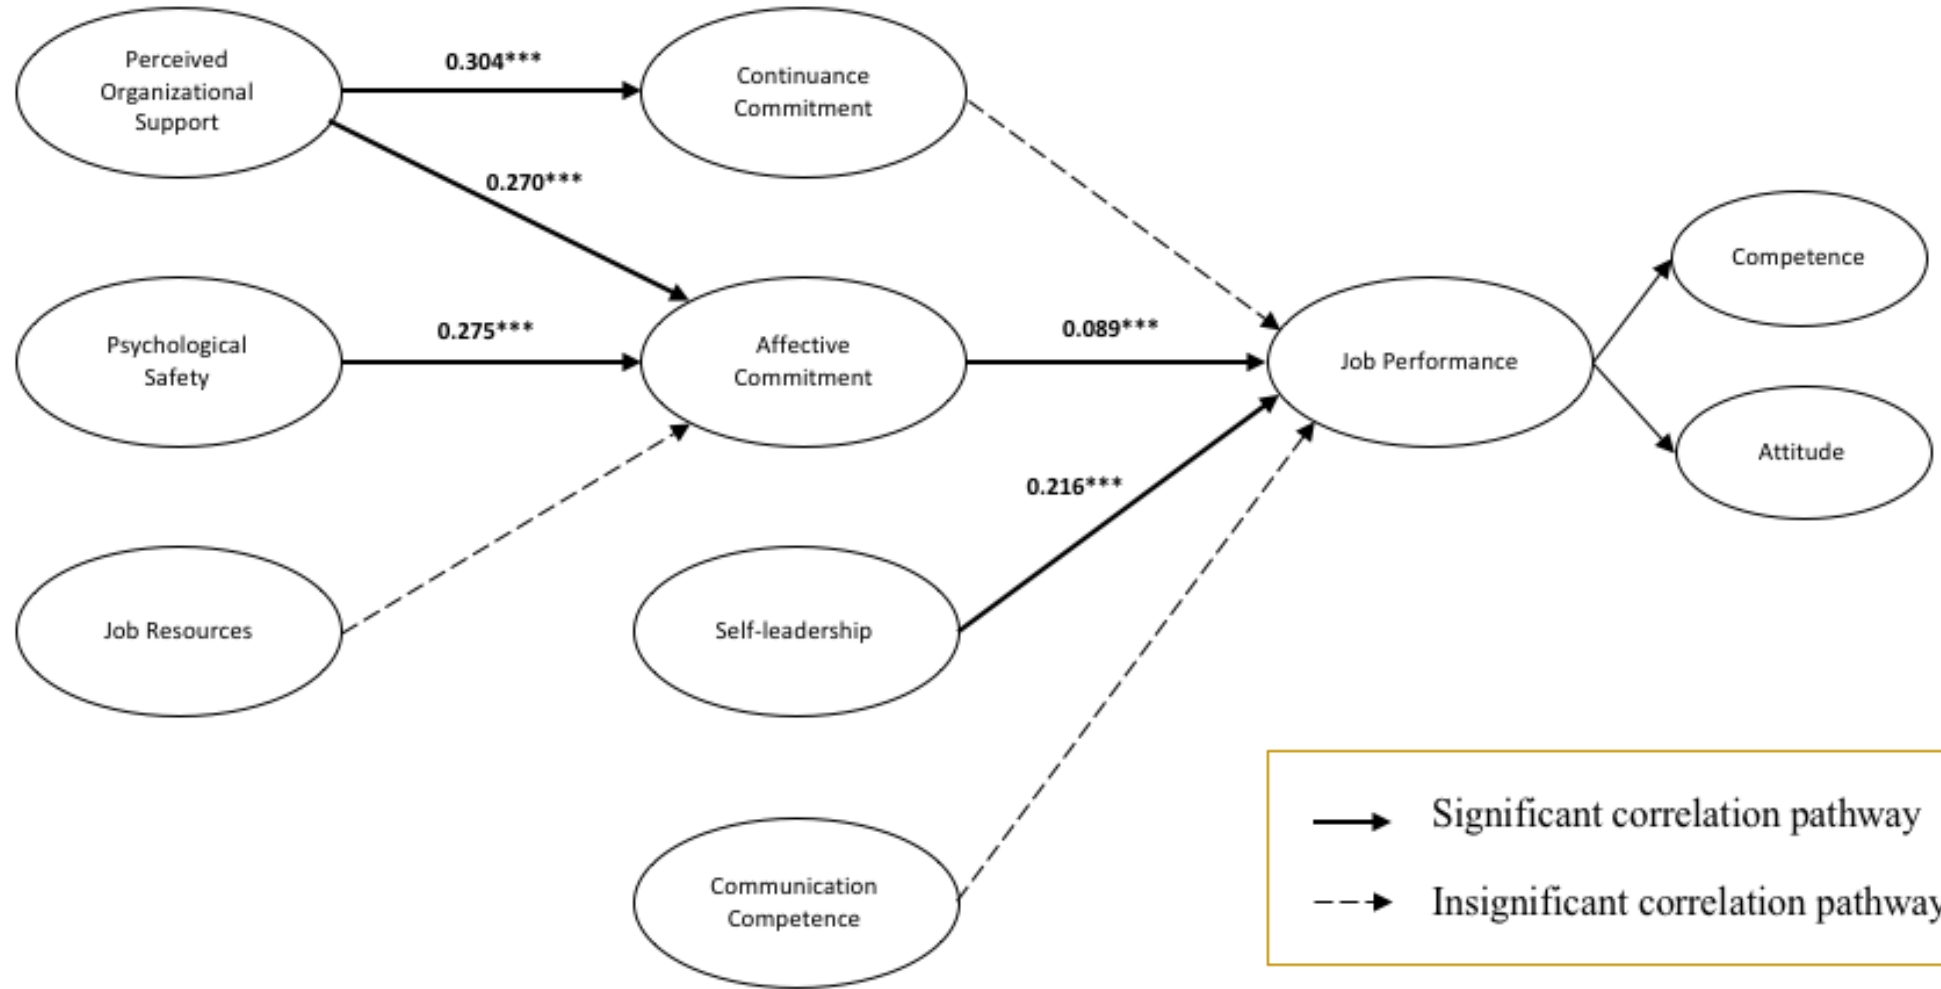 Perceived
Organizational
Support
0.304***
Continuance
Commitment
0.270***
Competence
Psychological
Safety
0.275***
Affective
Commitment
0.089***
Job Performance
Attitude
0.216***
Job Resources
Self-leadership
Communication
Competence
Significant correlation pathway
Insignificant correlation pathway